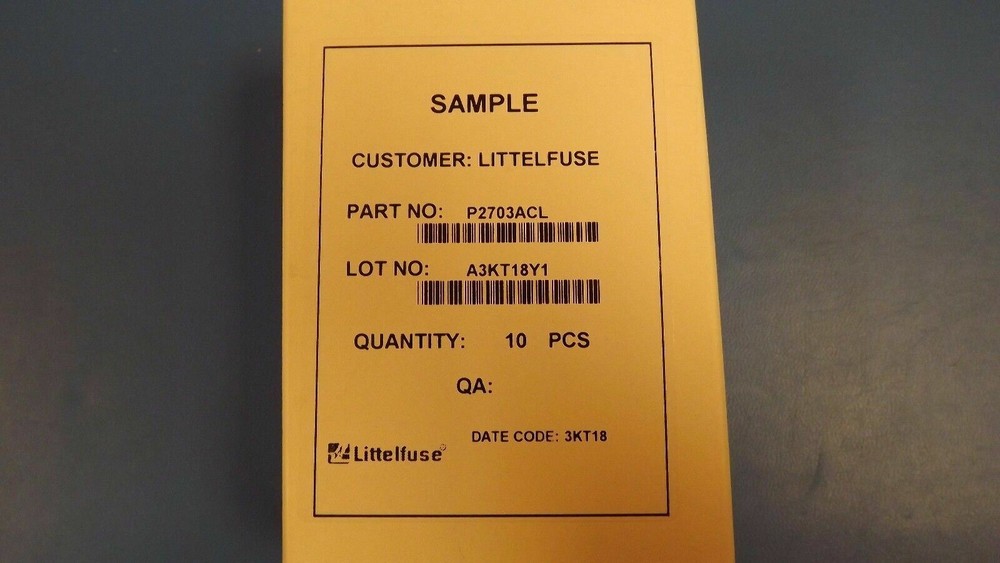 SAMPLE
CUSTOMER: LITTELFUSE
PART NO: P2703ACL
LOT NO: A3KT18Y1
QUANTITY: 10 PCS
QA:
DATE CODE: 3KT18
Littelfuse®